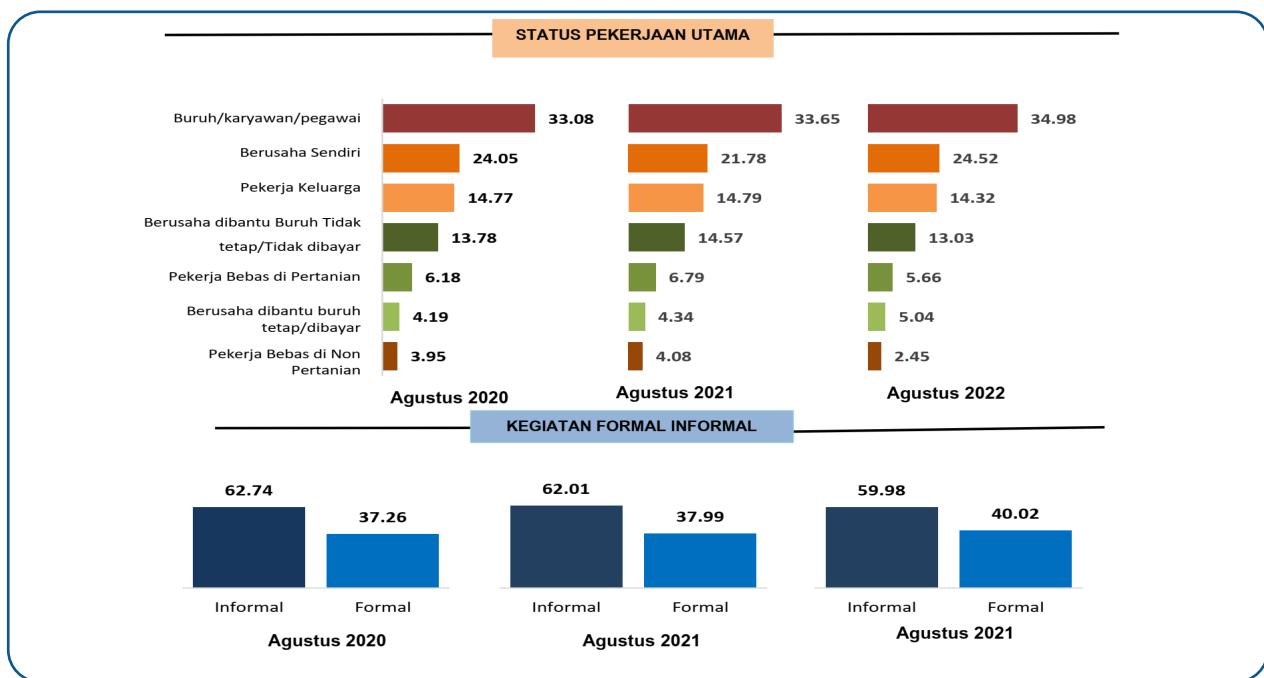 STATUS PEKERJAAN UTAMA
Buruh/karyawan/pegawai
33.08
33.65
34.98
Berusaha Sendiri
24.05
21.78
24.52
Pekerja Keluarga
14.77
14.79
14.32
Berusaha dibantu Buruh Tidak
tetap/Tidak dibayar
13.78
14.57
13.03
Pekerja Bebas di Pertanian
6.18
6.79
5.66
Berusaha dibantu buruh
tetap/dibayar
4.19
4.34
5.04
Pekerja Bebas di Non
Pertanian
3.95
4.08
2.45
Agustus 2020
Agustus 2021
Agustus 2022
KEGIATAN FORMAL INFORMAL
62.74
37.26
62.01
37.99
59.98
40.02
Informal
Formal
Informal
Formal
Informal
Formal
Agustus 2020
Agustus 2021
Agustus 2021